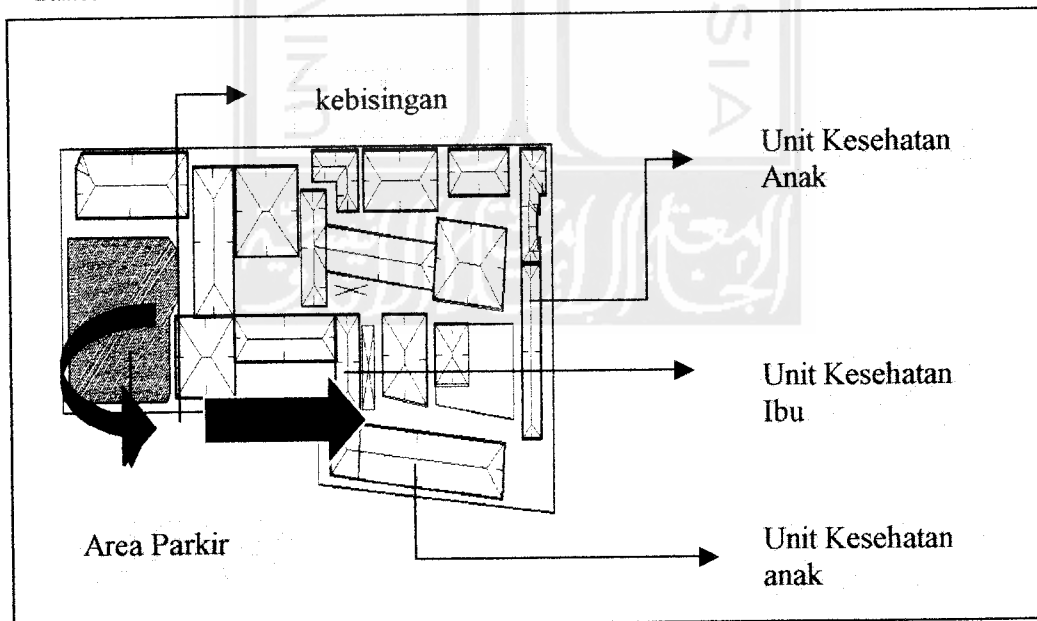 kebisingan
Unit Kesehatan
Anak
Unit Kesehatan
Ibu
Area Parkir
Unit Kesehatan
anak